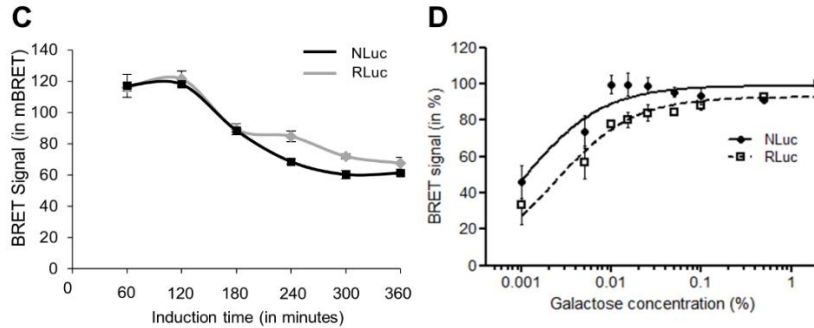 C
BRET Signal (in mBRET)
140
120
100
80
60
40
20
0
0 60 120 180 240 300 360
Induction time (in minutes)
NLuc
RLuc
D
BRET signal (in %)
120
100
80
60
40
20
0
0.001 0.01 0.1 1
Galactose concentration (%)
NLuc
RLuc